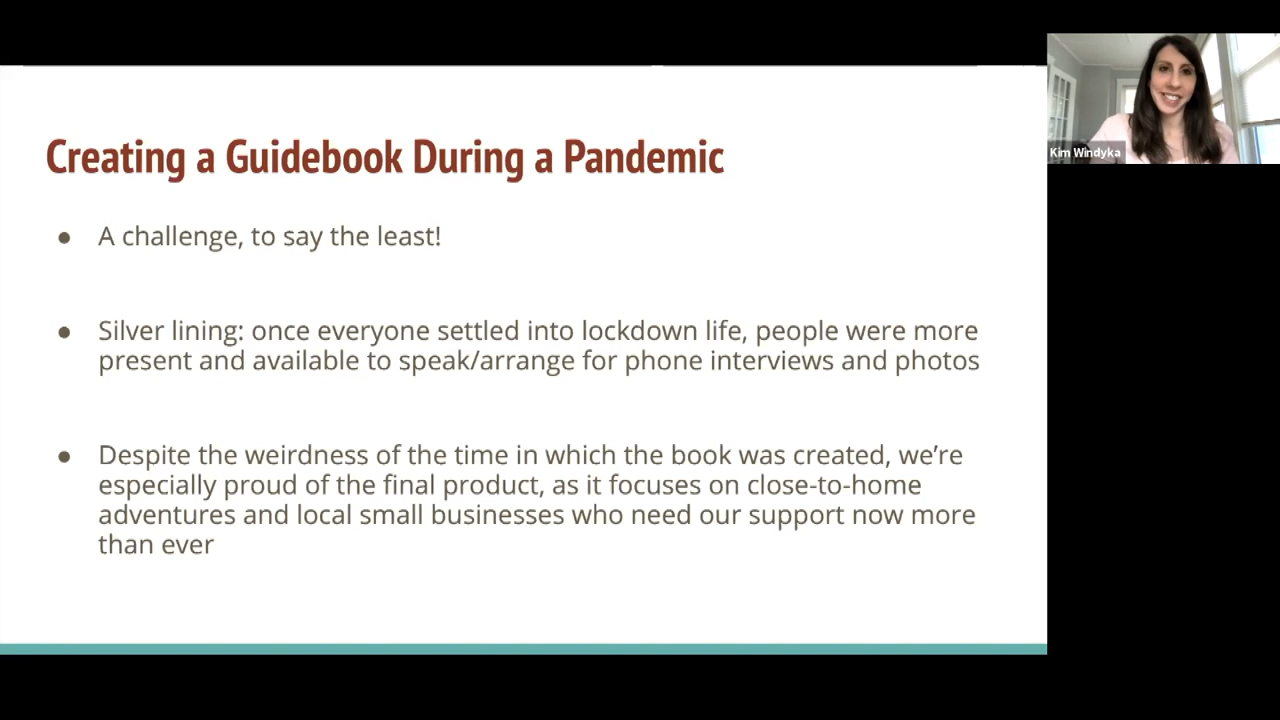 Creating a Guidebook During a Pandemic
● A challenge, to say the least!
● Silver lining: once everyone settled into lockdown life, people were more
present and available to speak/arrange for phone interviews and photos
● Despite the weirdness of the time in which the book was created, we’re
especially proud of the final product, as it focuses on close-to-home
adventures and local small businesses who need our support now more
than ever
Kim Windyka